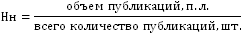 объем публикаций, п. л.
Нн =
всего количество публикаций, шт.